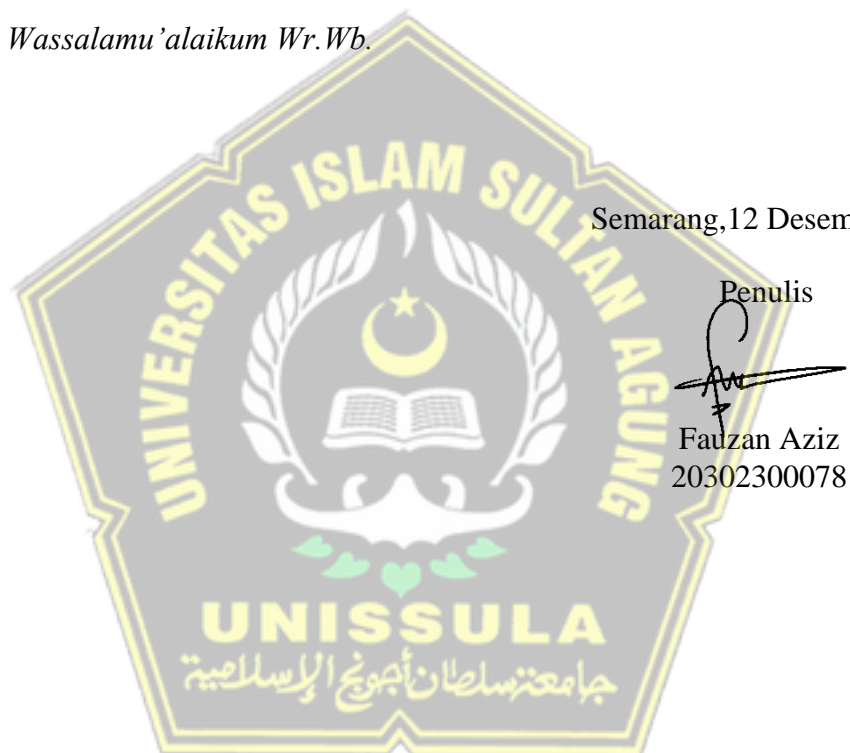 Wassalamu’alaikum Wr.Wb.
UNIVERSITAS ISLAM SULTAN AGUNG
Semarang,12
Penulis
Fauzan Aziz
20302300078
UNISSULA
جامعة سلطان أجونج الإسلامية